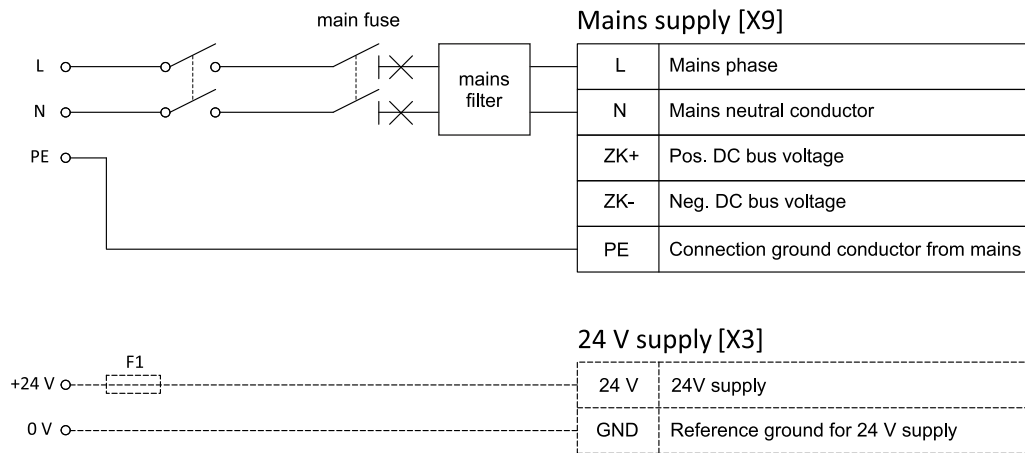 main fuse
Mains supply [X9]
L
mains
filter
L Mains phase
N
N Mains neutral conductor
PE
ZK+ Pos. DC bus voltage
ZK- Neg. DC bus voltage
PE Connection ground conductor from mains
24 V supply [X3]
F1
+24 V
24 V 24V supply
0 V
GND Reference ground for 24 V supply